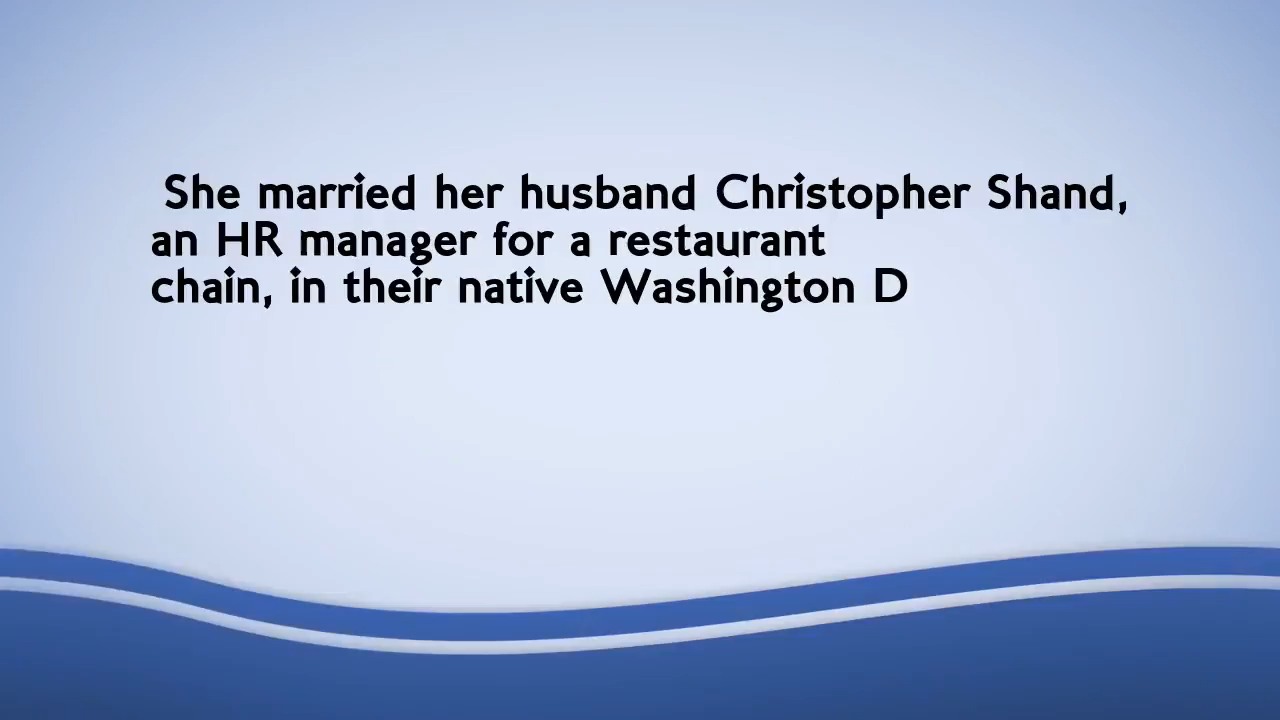 She married her husband Christopher Shand,
an HR manager for a restaurant
chain, in their native Washington D